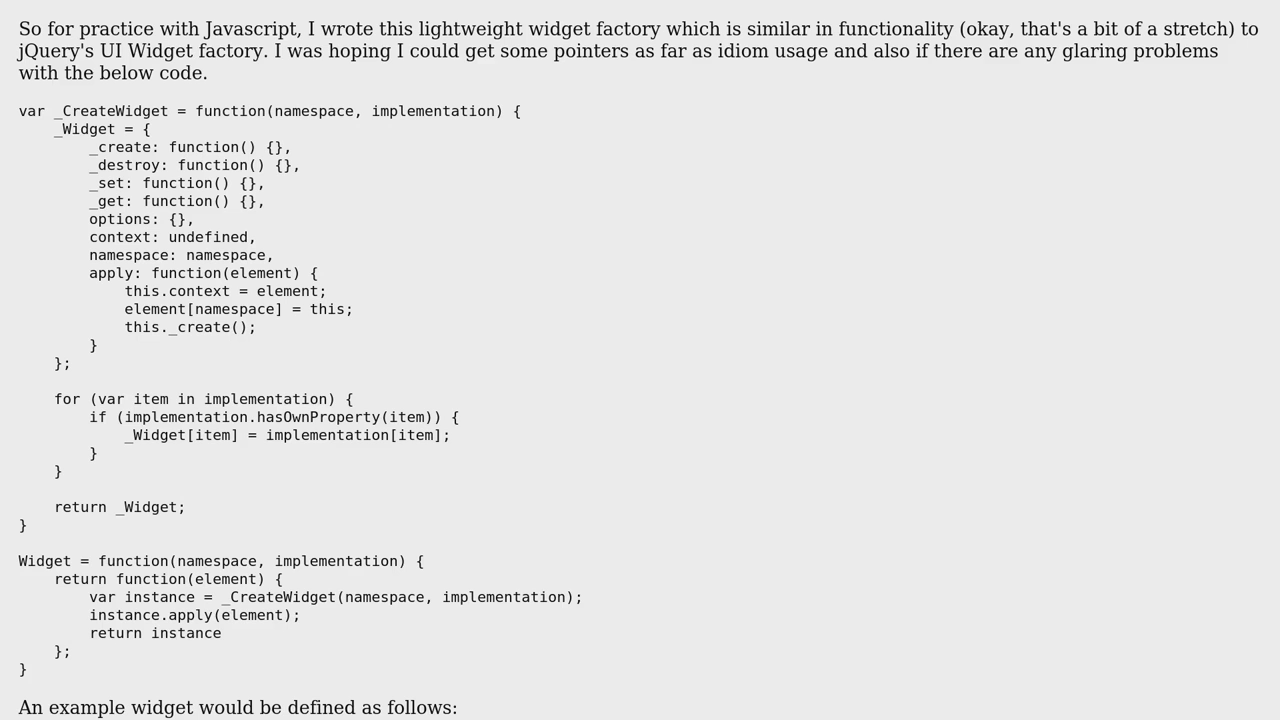 So for practice with Javascript, I wrote this lightweight widget factory which is similar in functionality (okay, that's a bit of a stretch) to
jQuery's UI Widget factory. I was hoping I could get some pointers as far as idiom usage and also if there are any glaring problems
with the below code.
var _CreateWidget = function(namespace, implementation) {
    _Widget = {
        _create: function() {},
        _destroy: function() {},
        _set: function() {},
        _get: function() {},
        options: {},
        context: undefined,
        namespace: namespace,
        apply: function(element) {
            this.context = element;
            element[namespace] = this;
            this._create();
        }
    };
    for (var item in implementation) {
        if (implementation.hasOwnProperty(item)) {
            _Widget[item] = implementation[item];
        }
    }
    return _Widget;
}
Widget = function(namespace, implementation) {
    return function(element) {
        var instance = _CreateWidget(namespace, implementation);
        instance.apply(element);
        return instance
    };
}
An example widget would be defined as follows: